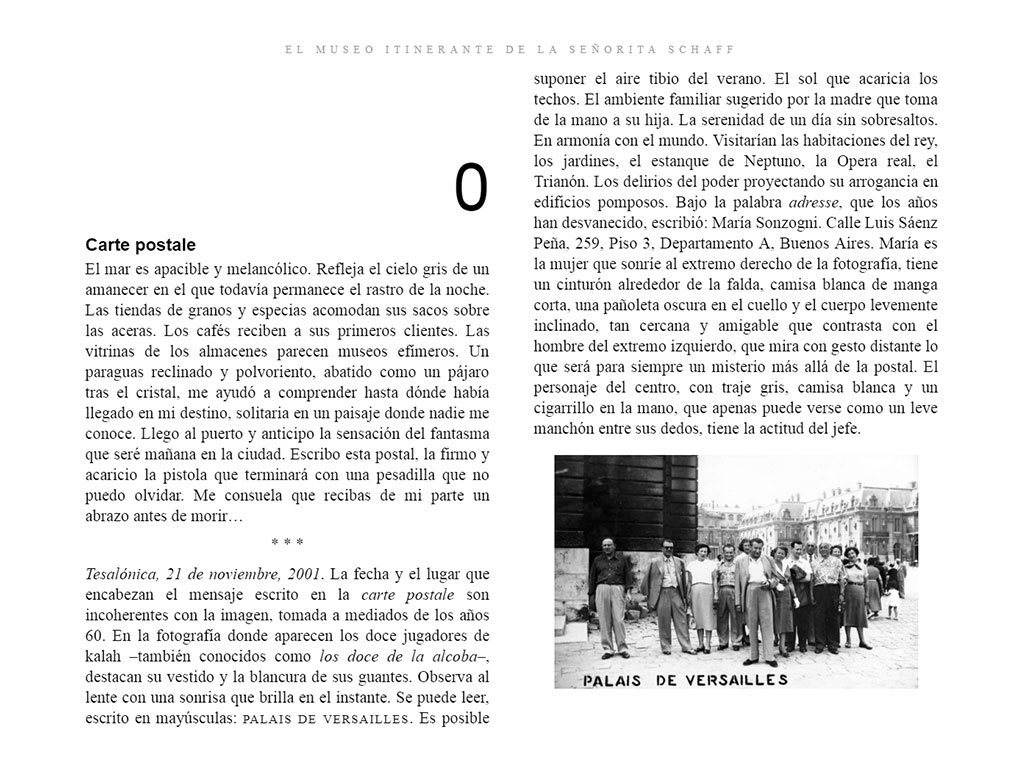 EL MUSEO ITINERANTE DE LA SEÑORITA SCHAFF
0
Carte postale
El mar es apacible y melancólico. Refleja el cielo gris de un
amanecer en el que todavía permanece el rastro de la noche.
Las tiendas de granos y especias acomodan sus sacos sobre
las aceras. Los cafés reciben a sus primeros clientes. Las
vitrinas de los almacenes parecen museos efímeros. Un
paraguas reclinado y polvoriento, abatido como un pájaro
tras el cristal, me ayudó a comprender hasta dónde había
llegado en mi destino, solitaria en un paisaje donde nadie me
conoce. Llego al puerto y anticipo la sensación del fantasma
que seré mañana en la ciudad. Escribo esta postal, la firmo y
acaricio la pistola que terminará con una pesadilla que no
puedo olvidar. Me consuela que recibas de mi parte un
abrazo antes de morir…
* * *
Tesalónica, 21 de noviembre, 2001. La fecha y el lugar que
encabezan el mensaje escrito en la carte postale son
incoherentes con la imagen, tomada a mediados de los años
60. En la fotografía donde aparecen los doce jugadores de
kalah –también conocidos como los doce de la alcoba–,
destacan su vestido y la blancura de sus guantes. Observa al
lente con una sonrisa que brilla en el instante. Se puede leer,
escrito en mayúsculas: PALAIS DE VERSAILLES. Es posible
suponer el aire tibio del verano. El sol que acaricia los
techos. El ambiente familiar sugerido por la madre que toma
de la mano a su hija. La serenidad de un día sin sobresaltos.
En armonía con el mundo. Visitarían las habitaciones del rey,
los jardines, el estanque de Neptuno, la Opera real, el
Trianón. Los delirios del poder proyectando su arrogancia en
edificios pomposos. Bajo la palabra adresse, que los años
han desvanecido, escribió: María Sonzogni. Calle Luis Sáenz
Peña, 259, Piso 3, Departamento A, Buenos Aires. María es
la mujer que sonríe al extremo derecho de la fotografía, tiene
un cinturón alrededor de la falda, camisa blanca de manga
corta, una pañoleta oscura en el cuello y el cuerpo levemente
inclinado, tan cercana y amigable que contrasta con el
hombre del extremo izquierdo, que mira con gesto distante lo
que será para siempre un misterio más allá de la postal. El
personaje del centro, con traje gris, camisa blanca y un
cigarrillo en la mano, que apenas puede verse como un leve
manchón entre sus dedos, tiene la actitud del jefe.
PALAIS DE VERSAILLES